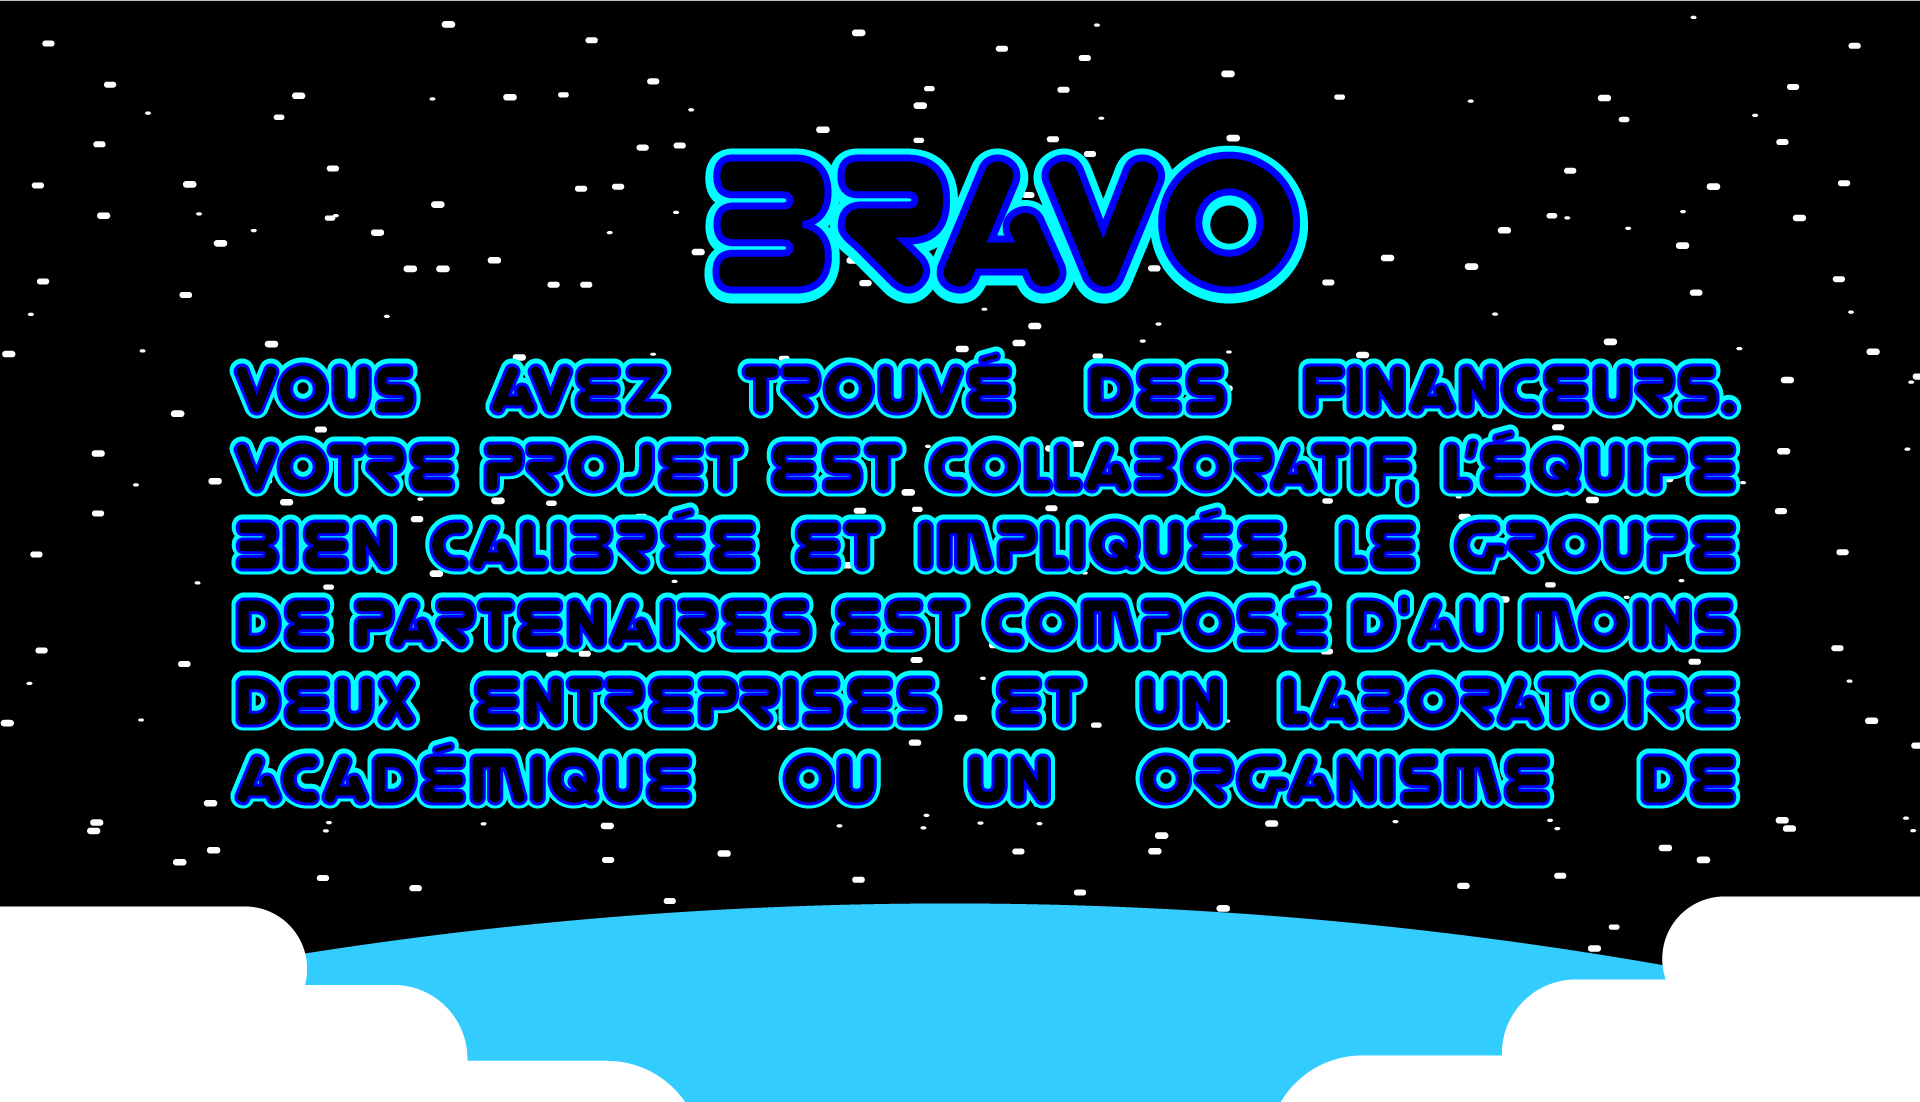 BRAVO
VOUS AVEZ TROUVÉ DES FINANCEURS.
VOTRE PROJET EST COLLABORATIF, L'ÉQUIPE
BIEN CALIBRÉE ET IMPLIQUÉE. LE GROUPE
DE PARTENAIRES EST COMPOSÉ D'AU MOINS
DEUX ENTREPRISES ET UN LABORATOIRE
ACADÉMIQUE OU UN ORGANISME DE